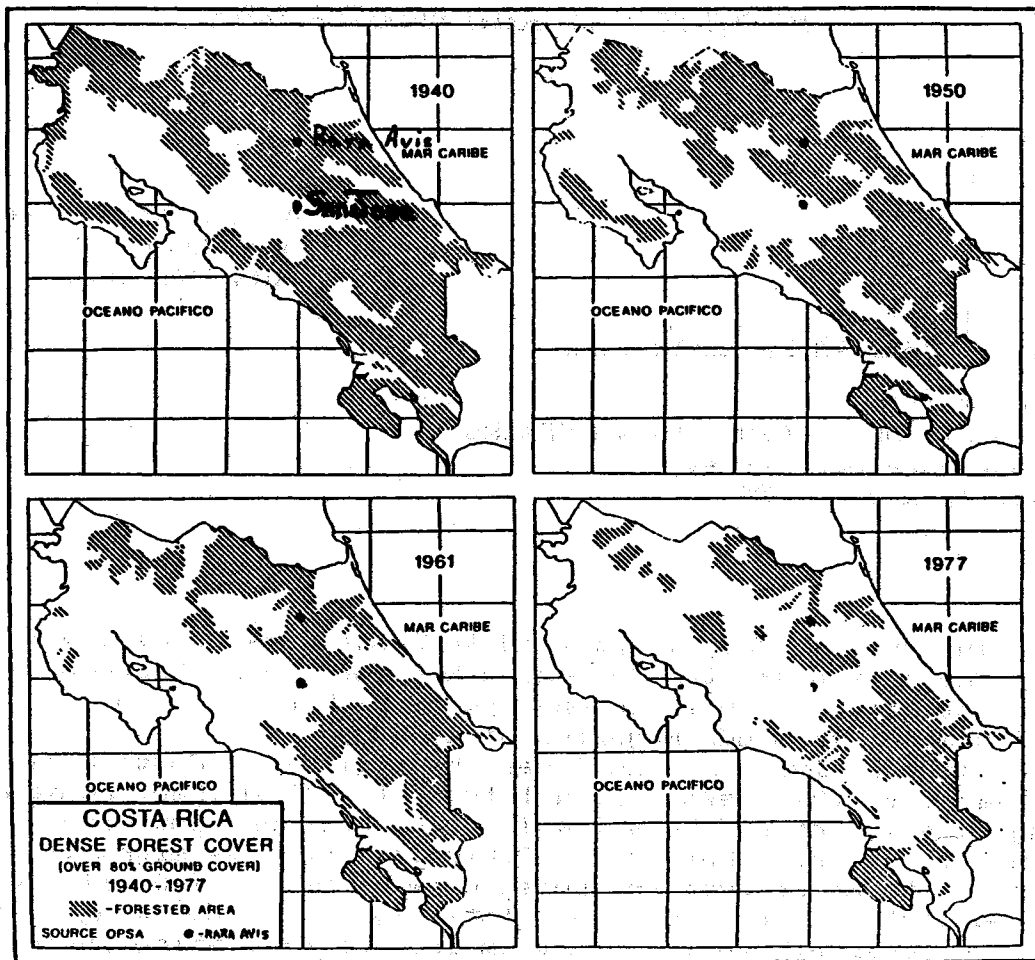 1940
Rara Avis
MAR CARIBE
San Jose
OCEANO PACIFICO
1950
MAR CARIBE
OCEANO PACIFICO
1961
MAR CARIBE
OCEANO PACIFICO
COSTA RICA
DENSE FOREST COVER
(OVER 80% GROUND COVER)
1940-1977
-FORESTED AREA
SOURCE OPSA -RARA AVIS
1977
MAR CARIBE
OCEANO PACIFICO